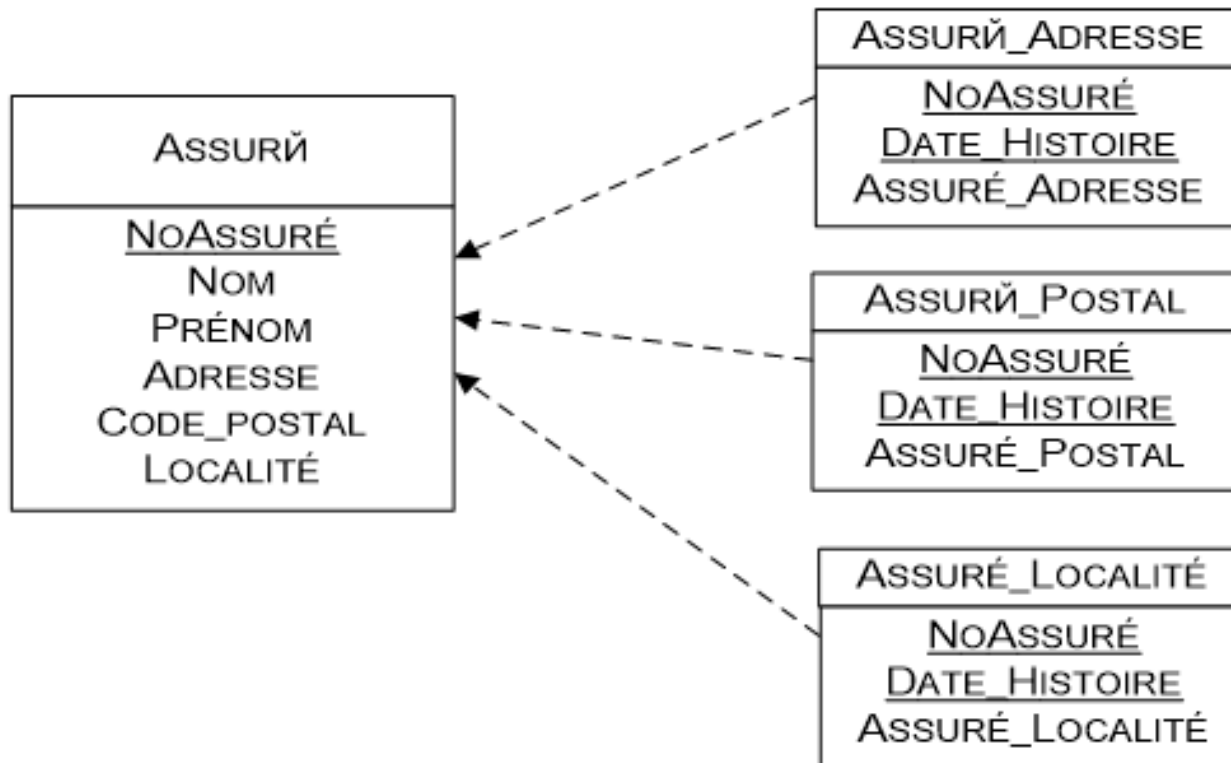 ASSURЙ
NOASSURÉ
NOM
PRÉNOM
ADRESSE
CODE_POSTAL
LOCALITÉ
ASSURЙ_ADRESSE
NOASSURÉ
DATE_HISTOIRE
ASSURÉ_ADRESSE
ASSURЙ_POSTAL
NOASSURÉ
DATE_HISTOIRE
ASSURÉ_POSTAL
ASSURÉ_LOCALITÉ
NOASSURÉ
DATE_HISTOIRE
ASSURÉ_LOCALITÉ